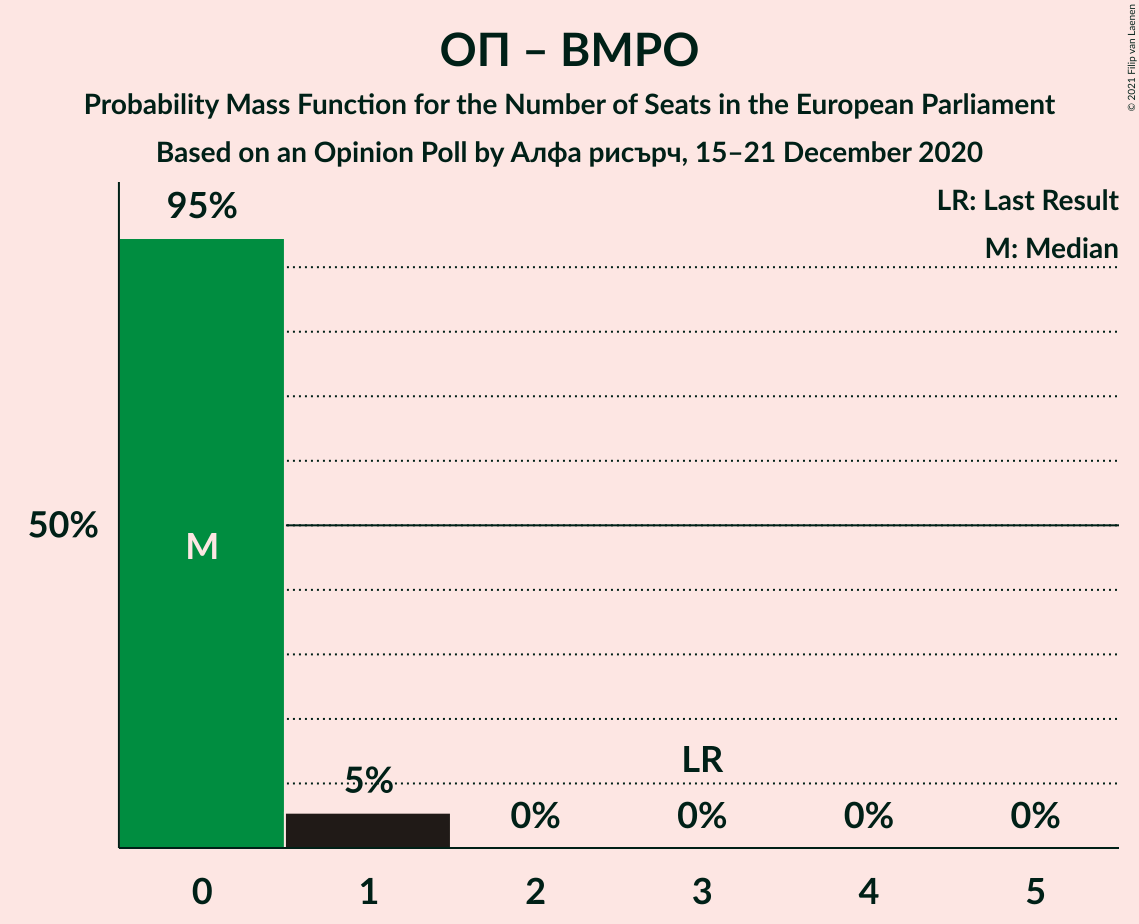 ОП – ВМРО
Probability Mass Function for the Number of Seats in the European Parliament
Based on an Opinion Poll by Алфа рисърч, 15–21 December 2020
© 2021 Filip van Laenen
LR: Last Result
M: Median
95%
50%
M
LR
5%
0%
0%
0%
0%
0
1
2
3
4
5